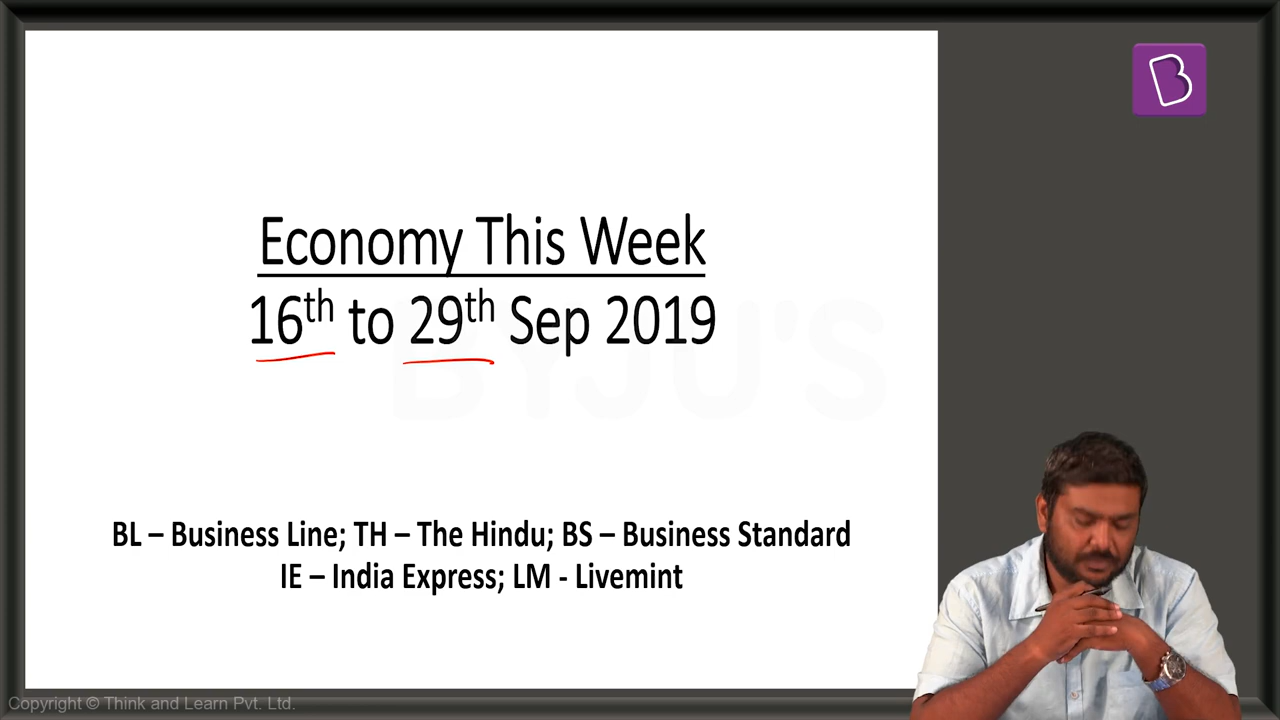 Economy This Week
16th to 29th Sep 2019
BYJU'S
BL – Business Line; TH – The Hindu; BS – Business Standard
IE – India Express; LM - Livemint
Copyright © Think and Learn Pvt. Ltd.